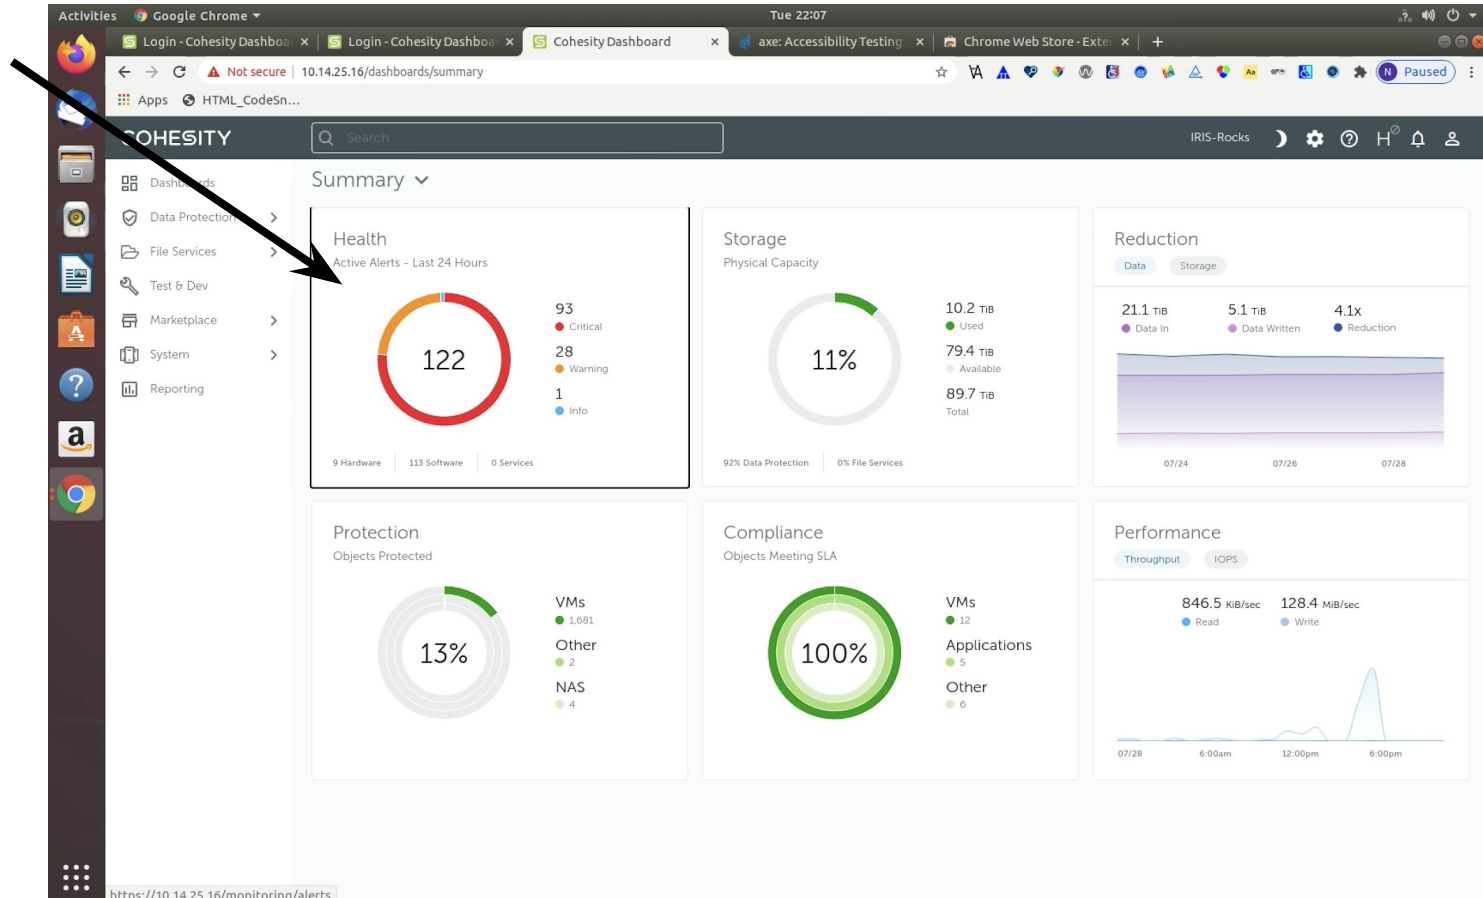 Activities Google Chrome Tue 22:07
Login - Cohesity Dashboar Login - Cohesity Dashboar Cohesity Dashboard axe: Accessibility Testing Chrome Web Store - Exte
Not secure 10.14.25.16/dashboards/summary Paused
Apps HTML_CodeSn...
COHESITY Search IRIS-Rocks
Dashboards
Data Protection
File Services
Test & Dev
Marketplace
System
Reporting
Summary
Health
Active Alerts - Last 24 Hours
122
93
Critical
28
Warning
1
Info
9 Hardware 113 Software 0 Services
Storage
Physical Capacity
11%
10.2 TiB
Used
79.4 TiB
Available
89.7 TiB
Total
92% Data Protection 0% File Services
Reduction
Data Storage
21.1 TiB 5.1 TiB 4.1x
Data In Data Written Reduction
07/24 07/26 07/28
Protection
Objects Protected
13%
VMs
1,681
Other
2
NAS
4
Compliance
Objects Meeting SLA
100%
VMs
12
Applications
5
Other
6
Performance
Throughput IOPS
846.5 KiB/sec 128.4 MiB/sec
Read Write
07/28 6:00am 12:00pm 6:00pm
https://10.14.25.16/monitoring/alerts